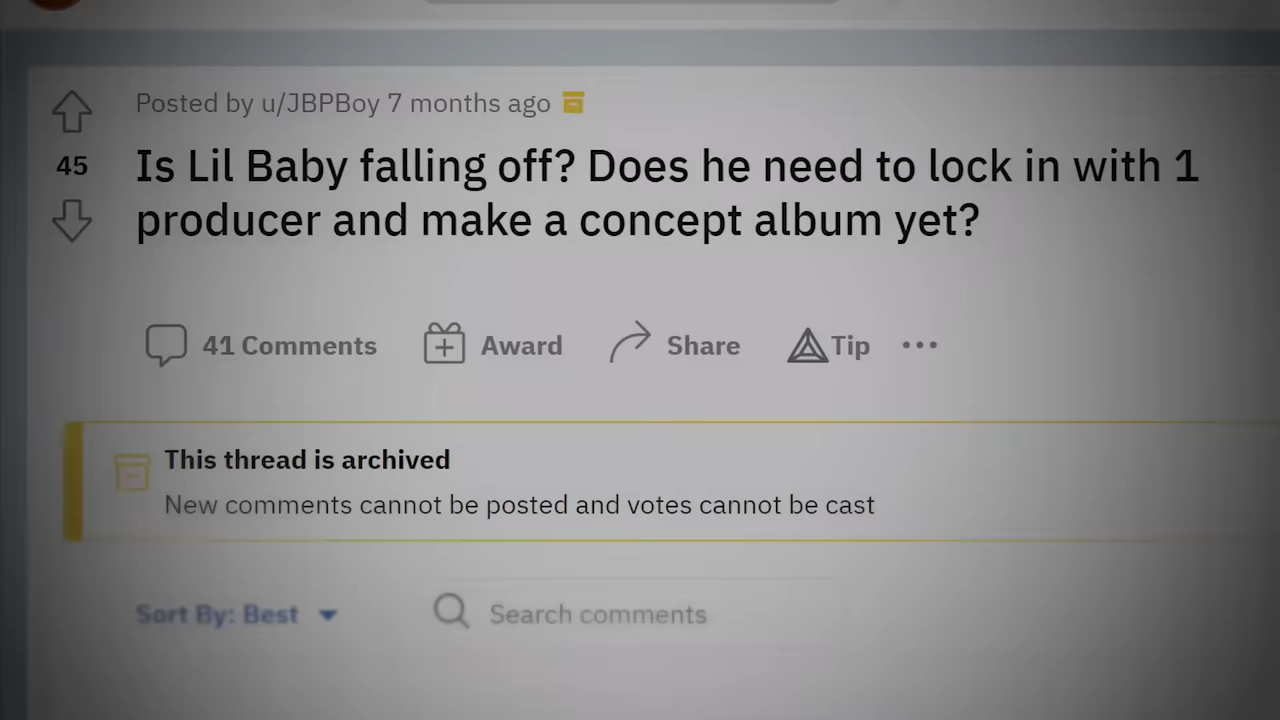 Posted by u/JBPBoy 7 months ago
45
Is Lil Baby falling off? Does he need to lock in with 1
producer and make a concept album yet?
41 Comments Award Share Tip
This thread is archived
New comments cannot be posted and votes cannot be cast
Sort By: Best Search comments